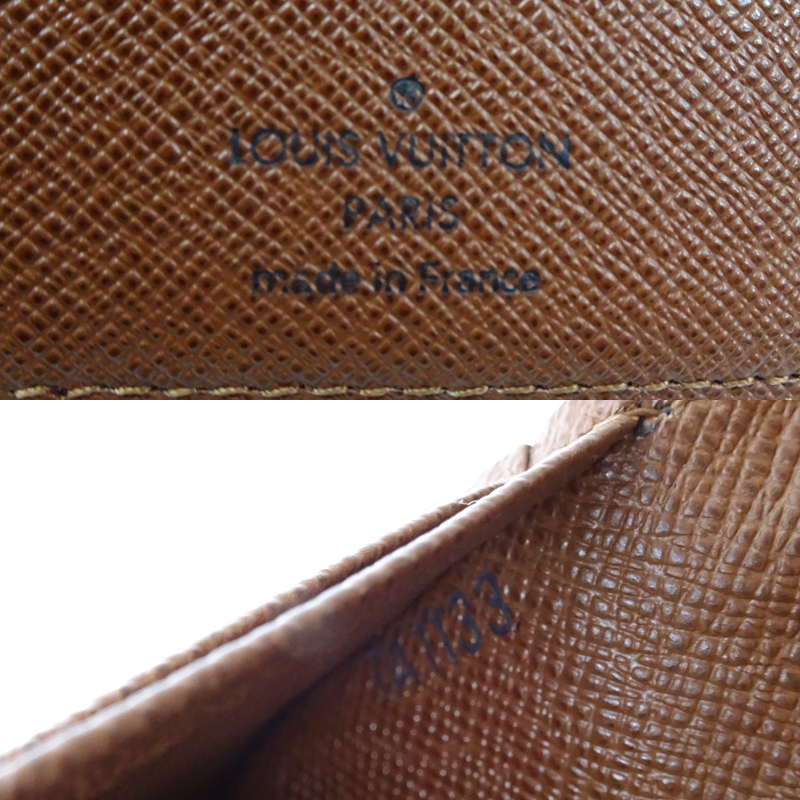 R
LOUIS VUITTON
PARIS
made in France
TA1133